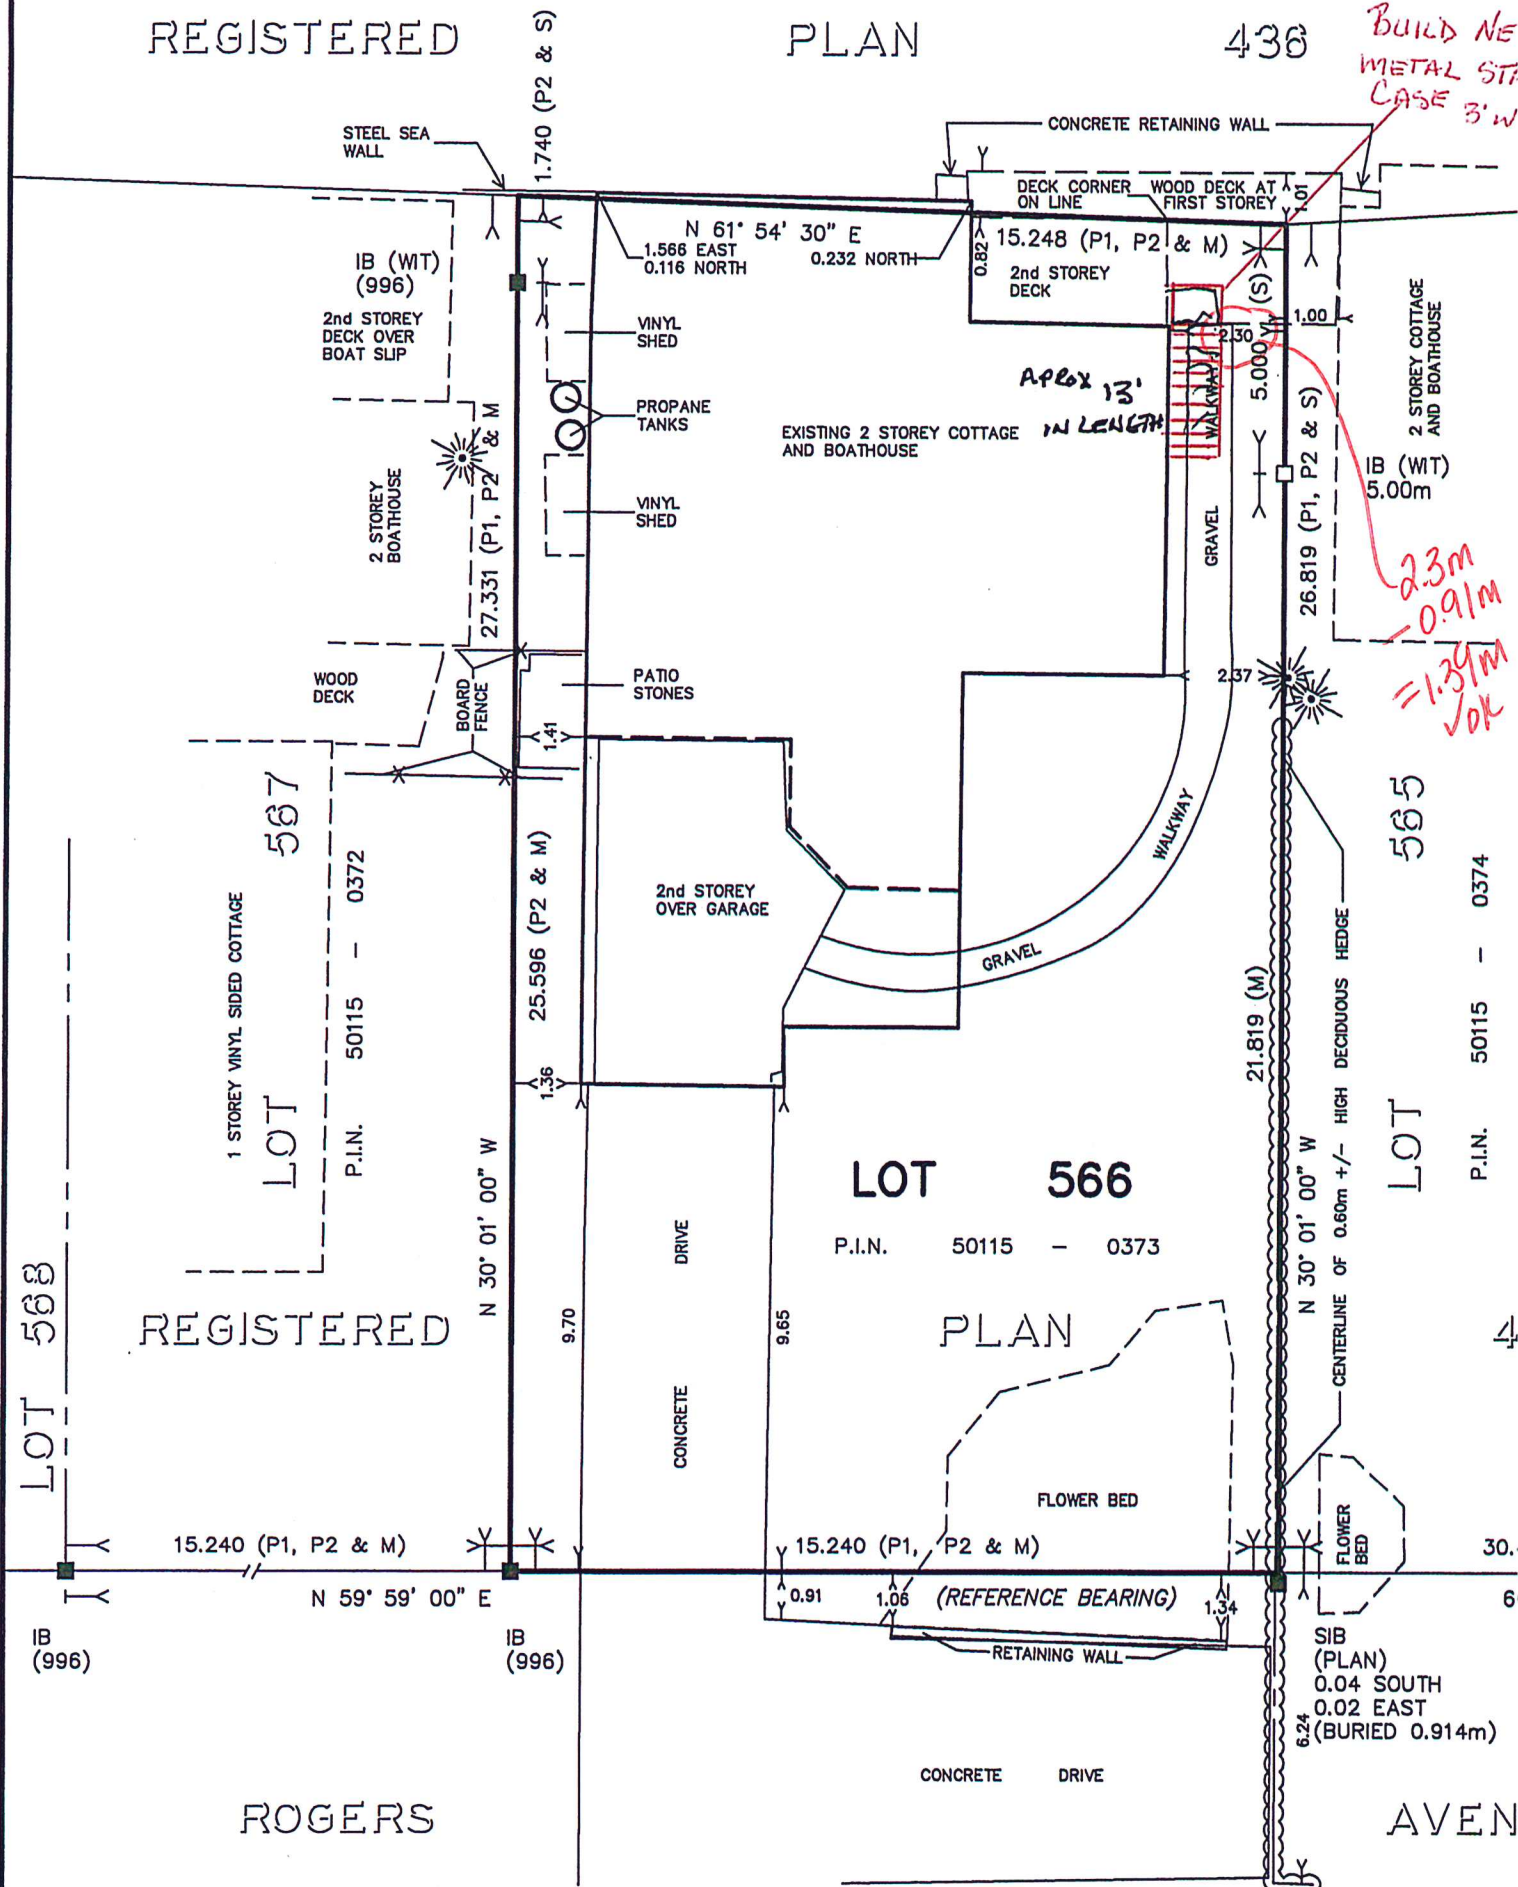 REGISTERED PLAN 436
BUILD
METAL
CASE 3'
1.740 (P2 & S)
STEEL SEA
WALL
CONCRETE RETAINING WALL
DECK CORNER
ON LINE
WOOD DECK AT
FIRST STOREY
1.01
N 61° 54' 30" E
15.248 (P1, P2 & M)
1.566 EAST
0.116 NORTH
0.232 NORTH
0.82
2nd STOREY
DECK
IB (WIT)
(996)
2nd STOREY
DECK OVER
BOAT SLIP
VINYL
SHED
2.30
5.000 (S)
1.00
2 STOREY COTTAGE
AND BOATHOUSE
APROX 13'
IN LENGTH
WALKWAY
PROPANE
TANKS
EXISTING 2 STOREY COTTAGE
AND BOATHOUSE
IB (WIT)
5.00m
2 STOREY
BOATHOUSE
27.331 (P1, P2 & M
VINYL
SHED
GRAVEL
26.819 (P1, P2 & S)
2.3m
- 0.91m
=1.39m
√OK
WOOD
DECK
BOARD
FENCE
PATIO
STONES
2.37
1.41
LOT 567
1 STOREY VINYL SIDED COTTAGE
P.I.N. 50115 - 0372
25.596 (P2 & M)
2nd STOREY
OVER GARAGE
WALKWAY
GRAVEL
21.819 (M)
CENTERLINE OF 0.60m +/- HIGH DECIDUOUS HEDGE
LOT 565
P.I.N. 50115 - 0374
1.36
N 30° 01' 00" W
LOT 566
P.I.N. 50115 - 0373
N 30° 01' 00" W
LOT 568
REGISTERED PLAN 4
CONCRETE DRIVE
9.70
9.65
FLOWER BED
FLOWER
BED
15.240 (P1, P2 & M)
15.240 (P1, P2 & M)
30.
N 59° 59' 00" E
0.91
1.06
(REFERENCE BEARING)
1.34
6
IB
(996)
IB
(996)
RETAINING WALL
SIB
(PLAN)
0.04 SOUTH
0.02 EAST
(BURIED 0.914m)
6.24
CONCRETE DRIVE
ROGERS AVEN